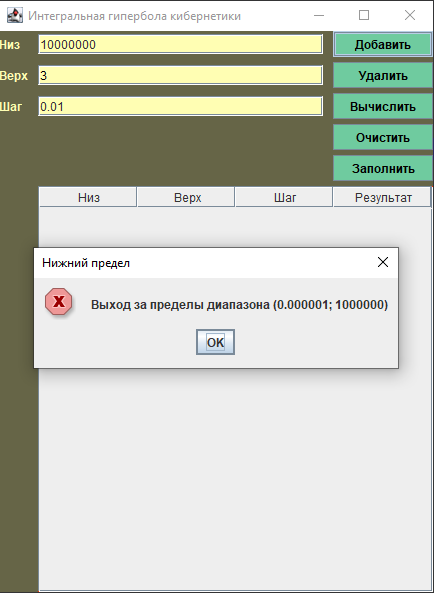 Интегральная гипербола кибернетики
Низ 10000000 Добавить
Верх 3 Удалить
Шаг 0.01 Вычислить
Очистить
Заполнить
Низ Верх Шаг Результат
Нижний предел
Выход за пределы диапазона (0.000001; 1000000)
OK